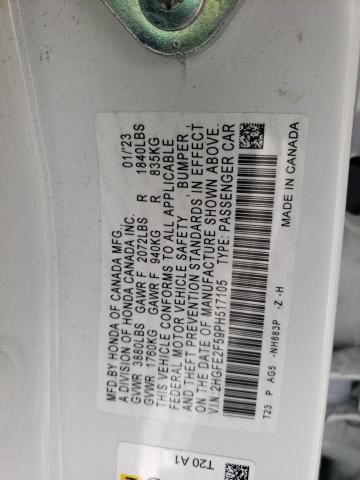 MFD.BY HONDA OF CANADA MFG., 01/'23
A DIVISION OF HONDA CANADA INC.
GVWR 3880LBS GAWR F 2072LBS R 1840LBS
GVWR 1760KG GAWR F 940KG R 835KG
THIS VEHICLE CONFORMS TO ALL APPLICABLE
FEDERAL MOTOR VEHICLE SAFETY , BUMPER ,
THEFT PREVENTION STANDARDS IN EFFECT
ON THE DATE OF MANUFACTURE SHOWN ABOVE.
V.I.N 2HGFE2F59PH517105 TYPE: PASSENGER CAR
T23 P AG5 -NH883P -Z -H MADE IN CANADA
T20 A1